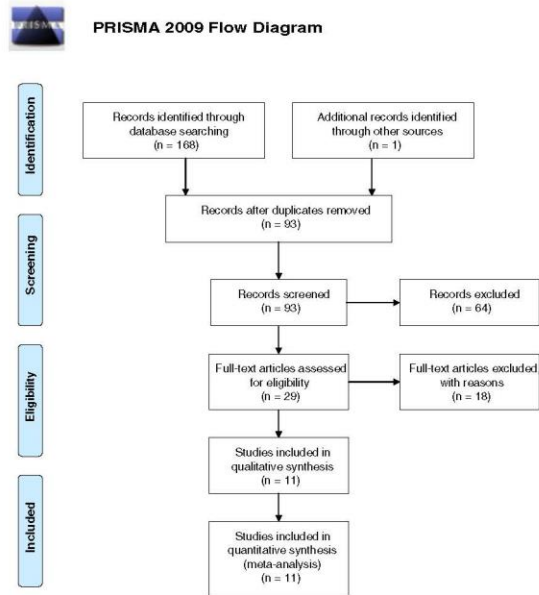 PRISMA
PRISMA 2009 Flow Diagram
Identification
Records identified through
database searching
(n = 168)
Additional records identified
through other sources
(n = 1)
Records after duplicates removed
(n = 93)
Screening
Records screened
(n = 93)
Records excluded
(n = 64)
Eligibility
Full-text articles assessed
for eligibility
(n = 29)
Full-text articles excluded,
with reasons
(n = 18)
Studies included in
qualitative synthesis
(n = 11)
Included
Studies included in
quantitative synthesis
(meta-analysis)
(n = 11)